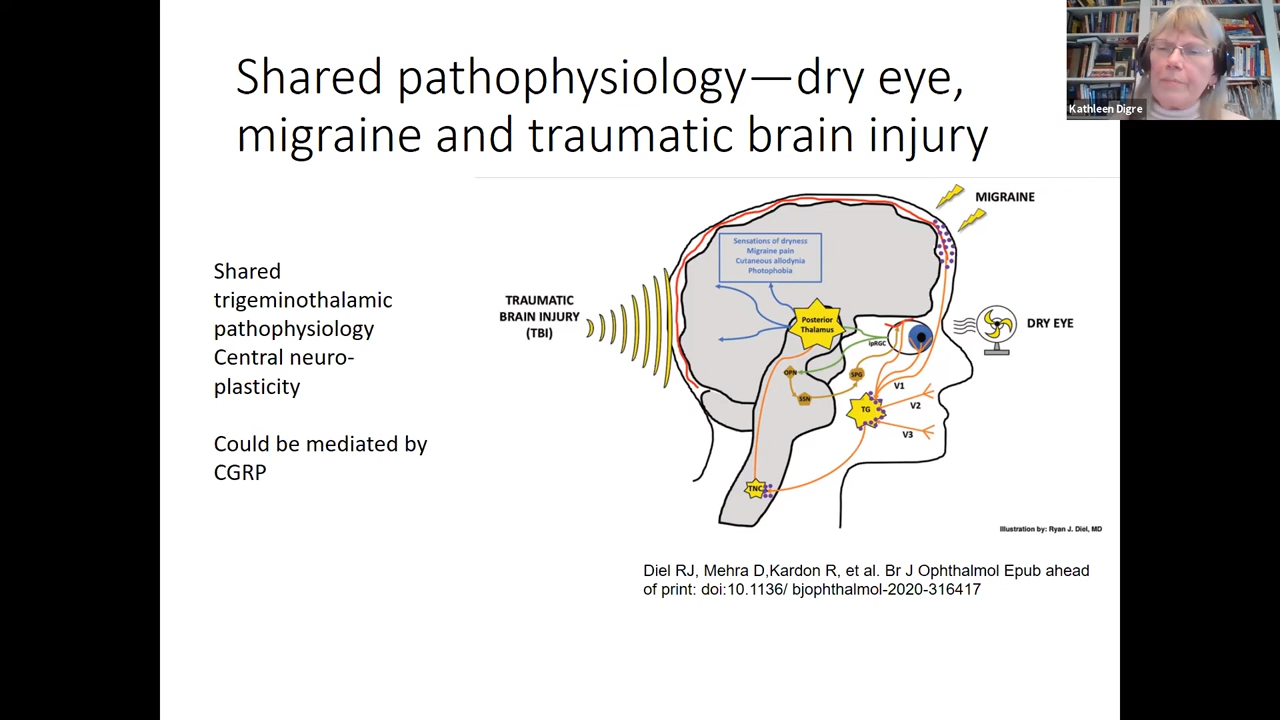 Shared pathophysiology—dry eye,
migraine and traumatic brain injury
Kathleen Digre
Shared
trigeminothalamic
pathophysiology
Central neuro-
plasticity
Could be mediated by
CGRP
MIGRAINE
Sensations of dryness
Migraine pain
Cutaneous allodynia
Photophobia
TRAUMATIC
BRAIN INJURY
(TBI)
Posterior
Thalamus
DRY EYE
ipRGC
OPN
SPG
V1
SSN
TG
V2
V3
TNC
Illustration by: Ryan J. Diel, MD
Diel RJ, Mehra D,Kardon R, et al. Br J Ophthalmol Epub ahead
of print: doi:10.1136/ bjophthalmol-2020-316417